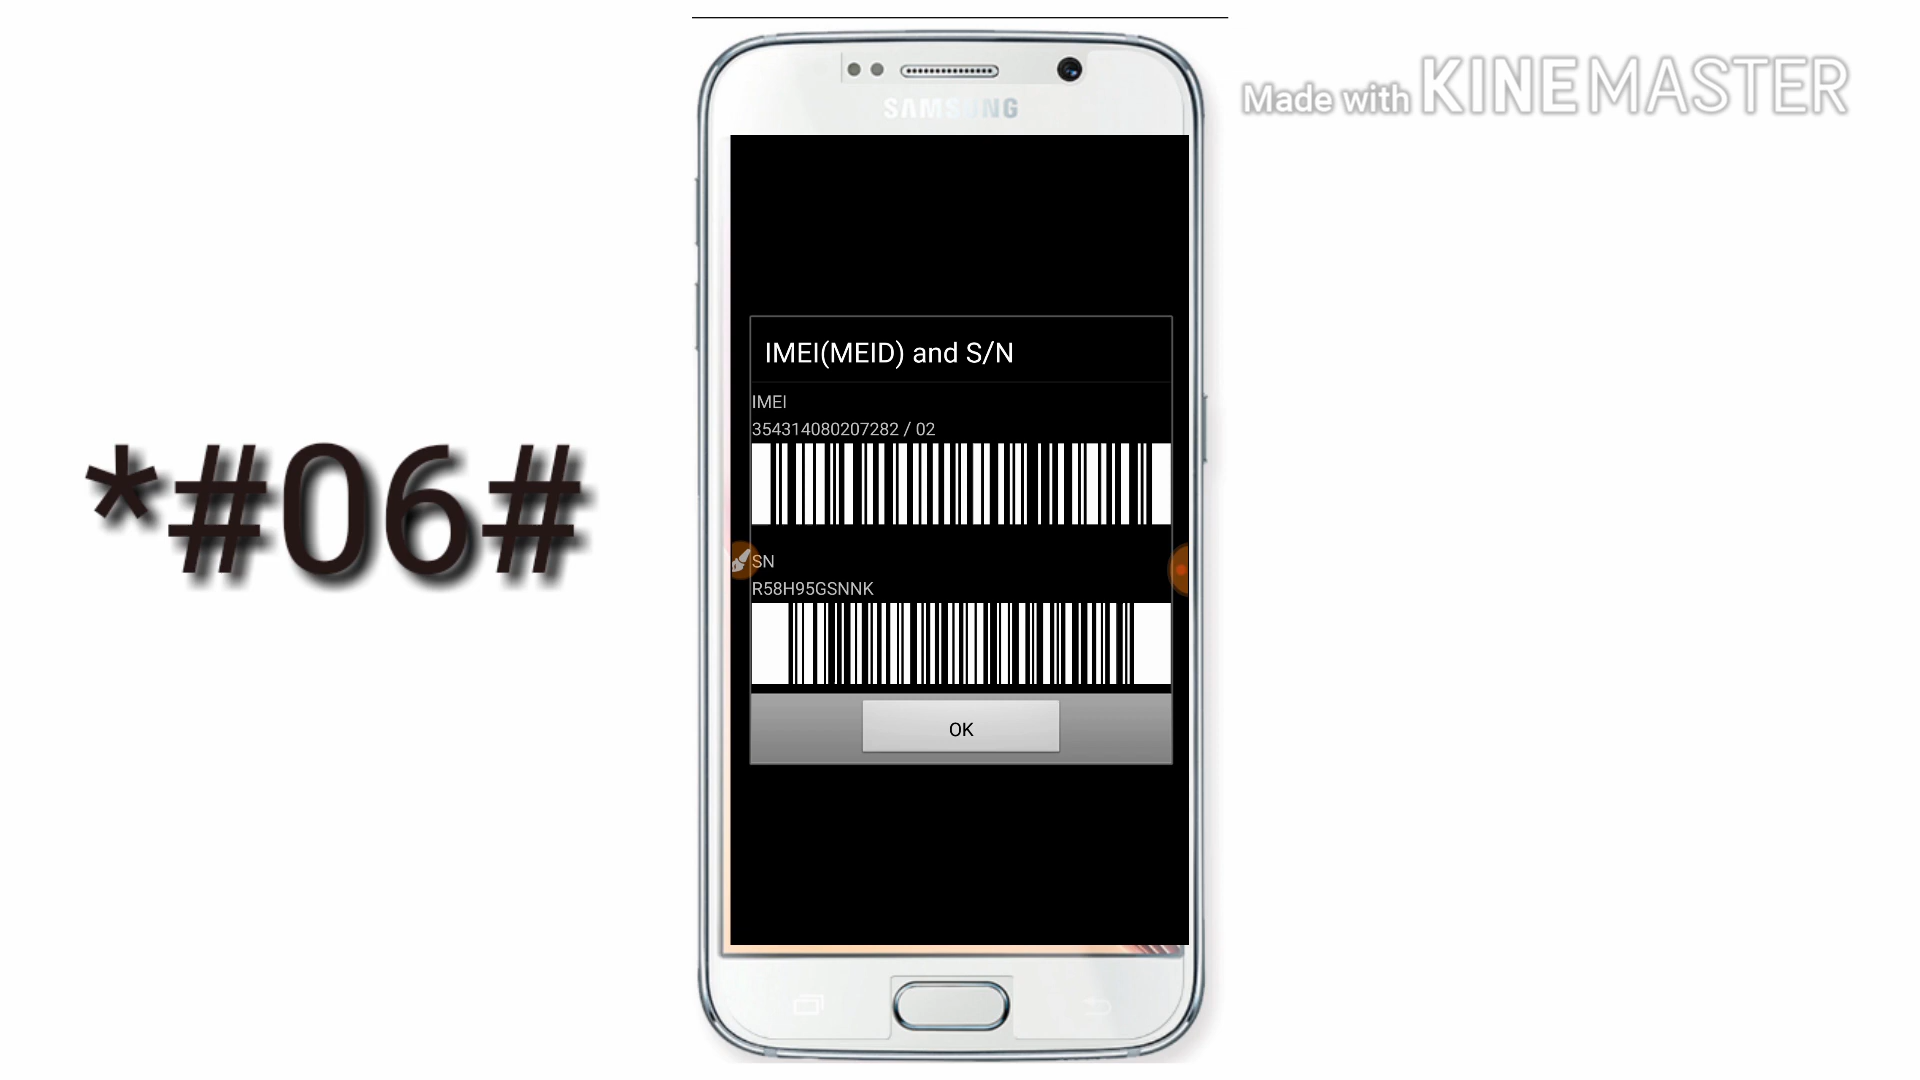 Made with KINEMASTER
SAMSUNG
*#06#
IMEI(MEID) and S/N
IMEI
354314080207282 / 02
SN
R58H95GSNNK
OK